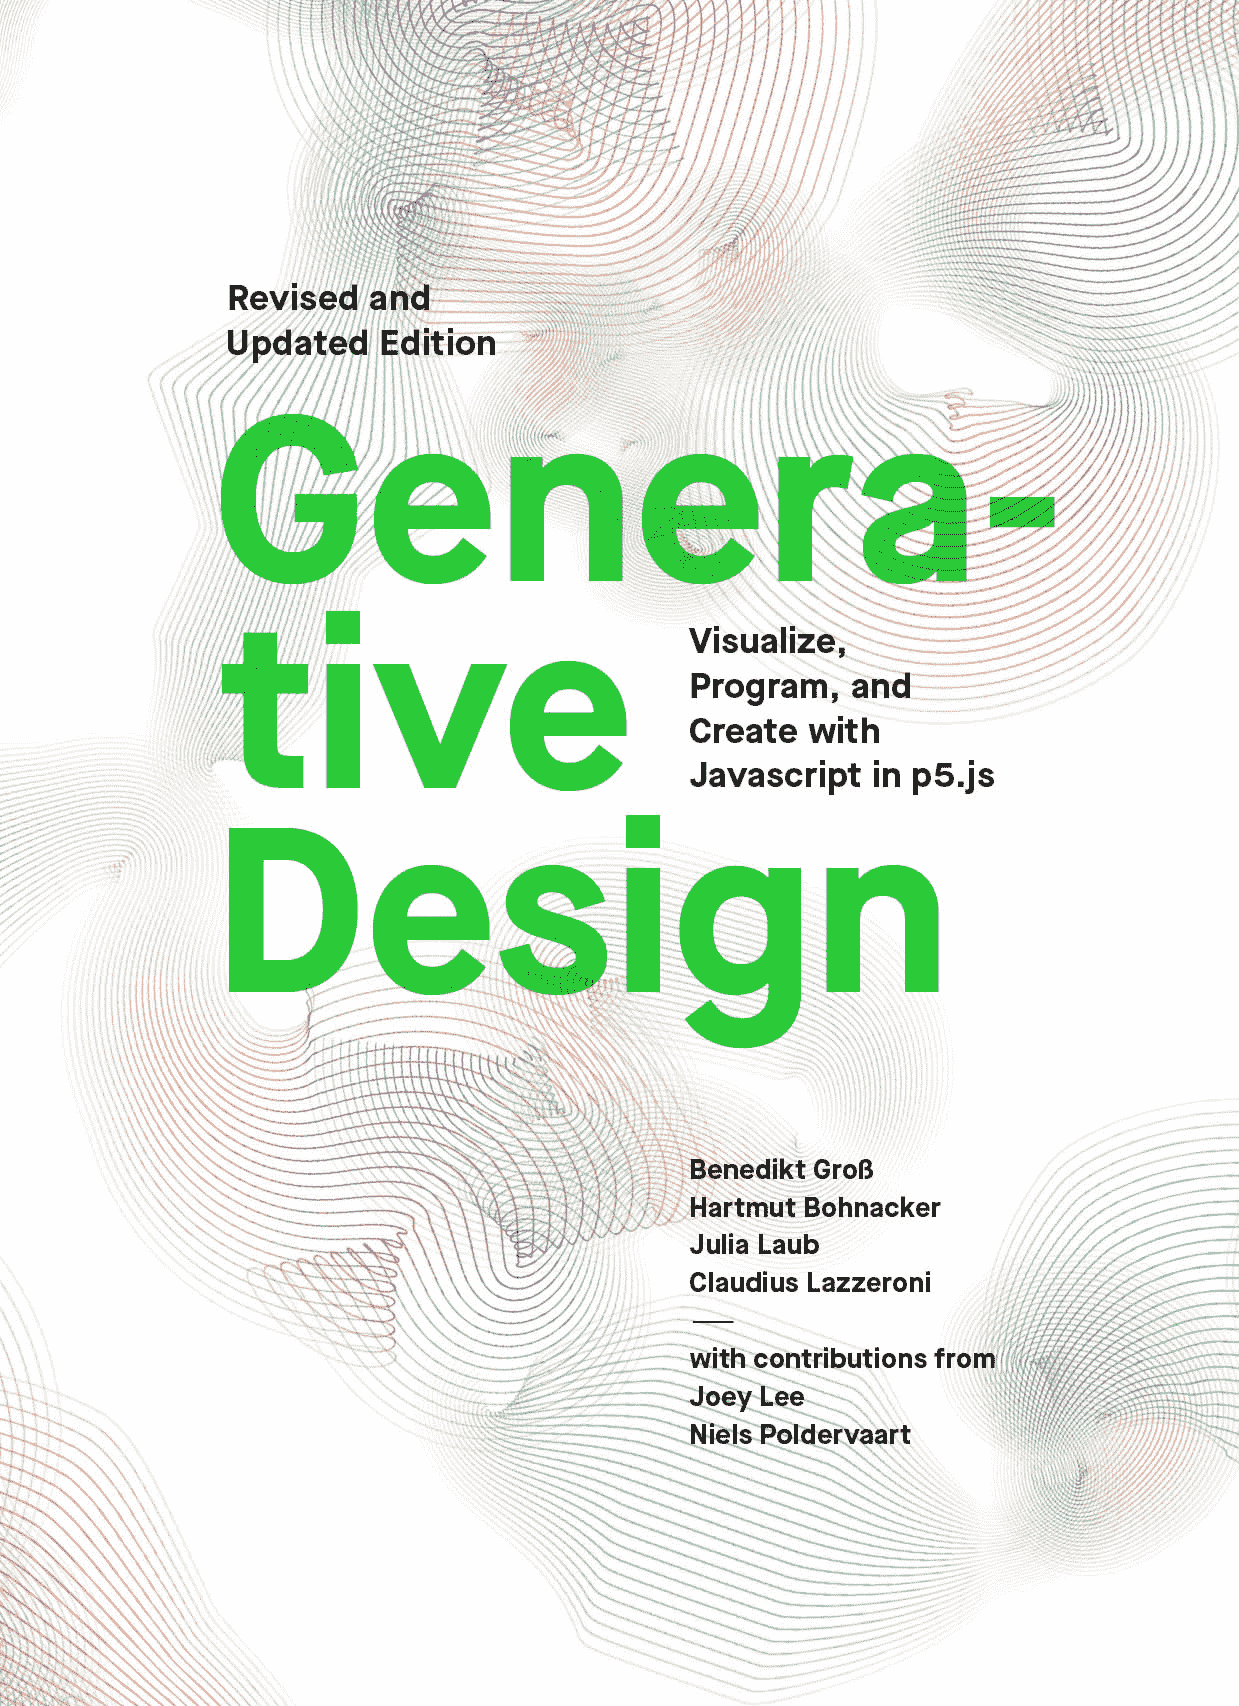 Revised and
Updated Edition
Genera-
tive
Design
Visualize,
Program, and
Create with
Javascript in p5.js
Benedikt Groß
Hartmut Bohnacker
Julia Laub
Claudius Lazzeroni
with contributions from
Joey Lee
Niels Poldervaart